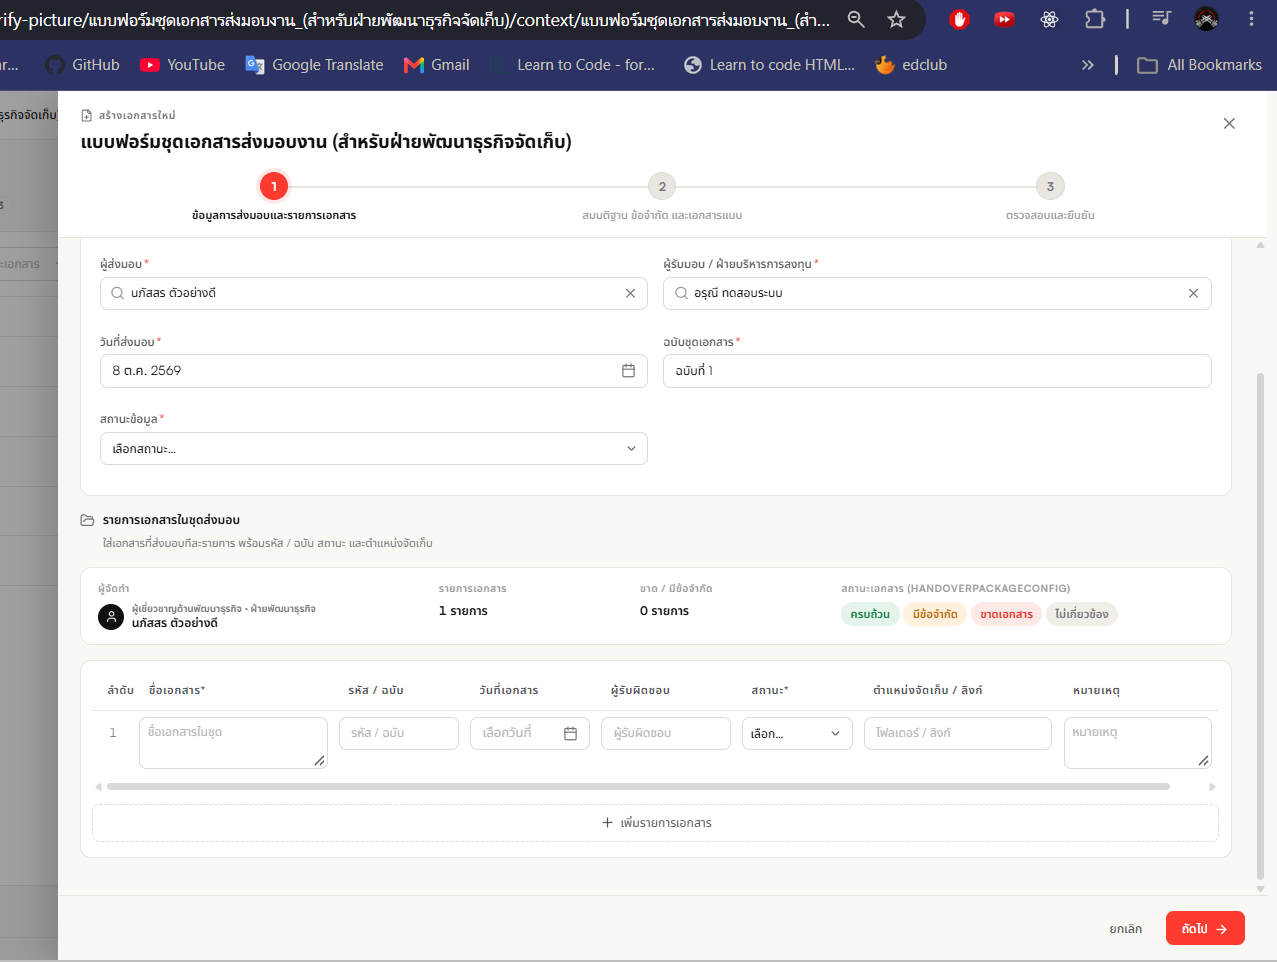 rify-picture/แบบฟอร์มชุดเอกสารส่งมอบงาน_(สำหรับฝ่ายพัฒนาธุรกิจจัดเก็บ)/context/แบบฟอร์มชุดเอกสารส่งมอบงาน_(สำ...
GitHub YouTube Google Translate Gmail Learn to Code - for... Learn to code HTML... edclub » All Bookmarks
สร้างเอกสารใหม่
แบบฟอร์มชุดเอกสารส่งมอบงาน (สำหรับฝ่ายพัฒนาธุรกิจจัดเก็บ)
1 2 3
ข้อมูลการส่งมอบและรายการเอกสาร สมมติฐาน ข้อจำกัด และเอกสารแนบ ตรวจสอบและยืนยัน
ผู้ส่งมอบ* ผู้รับมอบ / ฝ่ายบริหารการลงทุน*
นภัสสร ตัวอย่างดี อรุณี ทดสอบระบบ
วันที่ส่งมอบ* ฉบับชุดเอกสาร*
8 ต.ค. 2569 ฉบับที่ 1
สถานะข้อมูล*
เลือกสถานะ...
รายการเอกสารในชุดส่งมอบ
ใส่เอกสารที่ส่งมอบทีละรายการ พร้อมรหัส / ฉบับ สถานะ และตำแหน่งจัดเก็บ
ผู้จัดทำ รายการเอกสาร ขาด / มีข้อจำกัด สถานะเอกสาร (HANDOVERPACKAGECONFIG)
ผู้เชี่ยวชาญด้านพัฒนาธุรกิจ • ฝ่ายพัฒนาธุรกิจ
นภัสสร ตัวอย่างดี 1 รายการ 0 รายการ ครบถ้วน มีข้อจำกัด ขาดเอกสาร ไม่เกี่ยวข้อง
ลำดับ ชื่อเอกสาร* รหัส / ฉบับ วันที่เอกสาร ผู้รับผิดชอบ สถานะ* ตำแหน่งจัดเก็บ / ลิงก์ หมายเหตุ
1 ชื่อเอกสารในชุด รหัส / ฉบับ เลือกวันที่ ผู้รับผิดชอบ เลือก... โฟลเดอร์ / ลิงก์ หมายเหตุ
+ เพิ่มรายการเอกสาร
ยกเลิก ถัดไป →